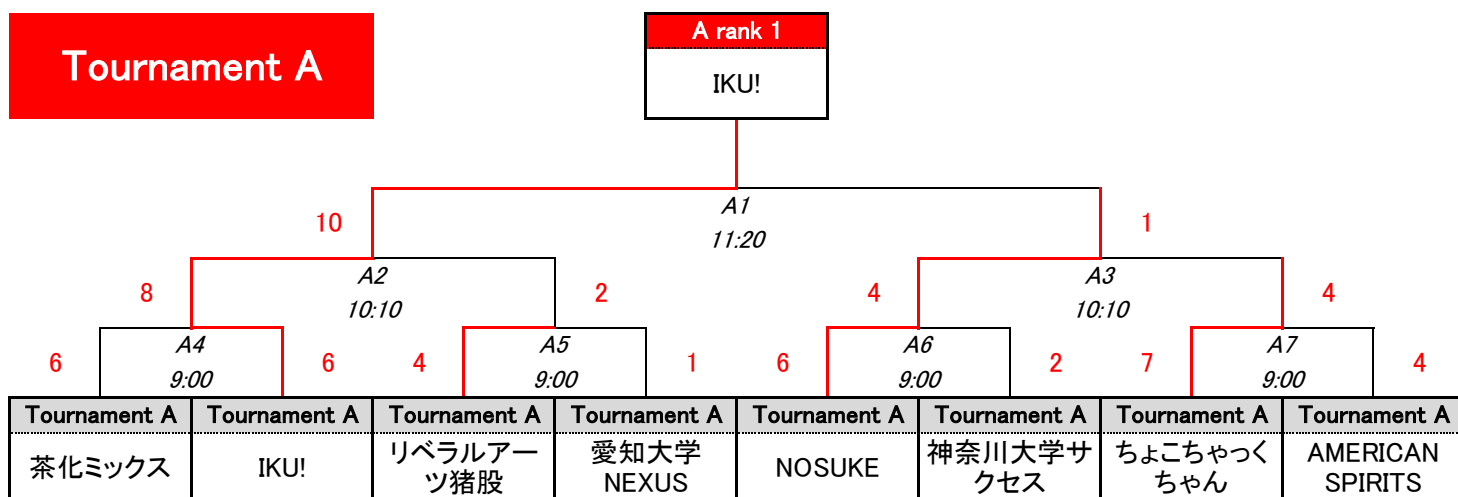 Tournament A
A rank 1
IKU!
A1
10
1
11:20
A2
A3
8
2
4
4
10:10
10:10
A4
A5
A6
A7
6
6
4
1
6
2
7
4
9:00
9:00
9:00
9:00
Tournament A
Tournament A
Tournament A
Tournament A
Tournament A
Tournament A
Tournament A
Tournament A
茶化ミックス
IKU!
リベラルアー
ツ猪股
愛知大学
NEXUS
NOSUKE
神奈川大学サ
クセス
ちょこちゃっく
ちゃん
AMERICAN
SPIRITS